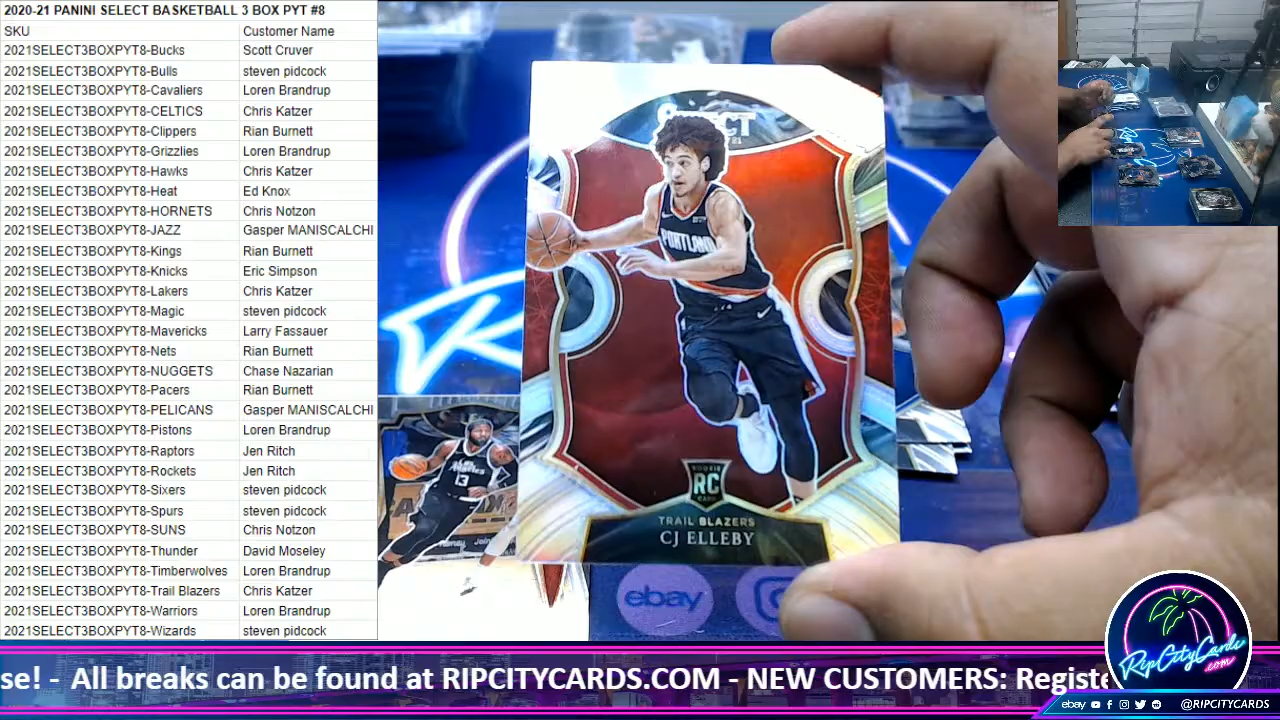 2020-21 PANINI SELECT BASKETBALL 3 BOX PYT #8
SKU Customer Name
2021SELECT3BOXPYT8-Bucks Scott Cruver
2021SELECT3BOXPYT8-Bulls steven pidcock
2021SELECT3BOXPYT8-Cavaliers Loren Brandrup
2021SELECT3BOXPYT8-CELTICS Chris Katzer
2021SELECT3BOXPYT8-Clippers Rian Burnett
2021SELECT3BOXPYT8-Grizzlies Loren Brandrup
2021SELECT3BOXPYT8-Hawks Chris Katzer
2021SELECT3BOXPYT8-Heat Ed Knox
2021SELECT3BOXPYT8-HORNETS Chris Notzon
2021SELECT3BOXPYT8-JAZZ Gasper MANISCALCHI
2021SELECT3BOXPYT8-Kings Rian Burnett
2021SELECT3BOXPYT8-Knicks Eric Simpson
2021SELECT3BOXPYT8-Lakers Chris Katzer
2021SELECT3BOXPYT8-Magic steven pidcock
2021SELECT3BOXPYT8-Mavericks Larry Fassauer
2021SELECT3BOXPYT8-Nets Rian Burnett
2021SELECT3BOXPYT8-NUGGETS Chase Nazarian
2021SELECT3BOXPYT8-Pacers Rian Burnett
2021SELECT3BOXPYT8-PELICANS Gasper MANISCALCHI
2021SELECT3BOXPYT8-Pistons Loren Brandrup
2021SELECT3BOXPYT8-Raptors Jen Ritch
2021SELECT3BOXPYT8-Rockets Jen Ritch
2021SELECT3BOXPYT8-Sixers steven pidcock
2021SELECT3BOXPYT8-Spurs steven pidcock
2021SELECT3BOXPYT8-SUNS Chris Notzon
2021SELECT3BOXPYT8-Thunder David Moseley
2021SELECT3BOXPYT8-Timberwolves Loren Brandrup
2021SELECT3BOXPYT8-Trail Blazers Chris Katzer
2021SELECT3BOXPYT8-Warriors Loren Brandrup
2021SELECT3BOXPYT8-Wizards steven pidcock
PORTLAND
ROOKIE
RC
CARD
TRAIL BLAZERS
CJ ELLEBY
Los Angeles
13
ebay
se! - All breaks can be found at RIPCITYCARDS.COM - NEW CUSTOMERS: Registe
RipCityCards
.com
ebay @RIPCITYCARDS